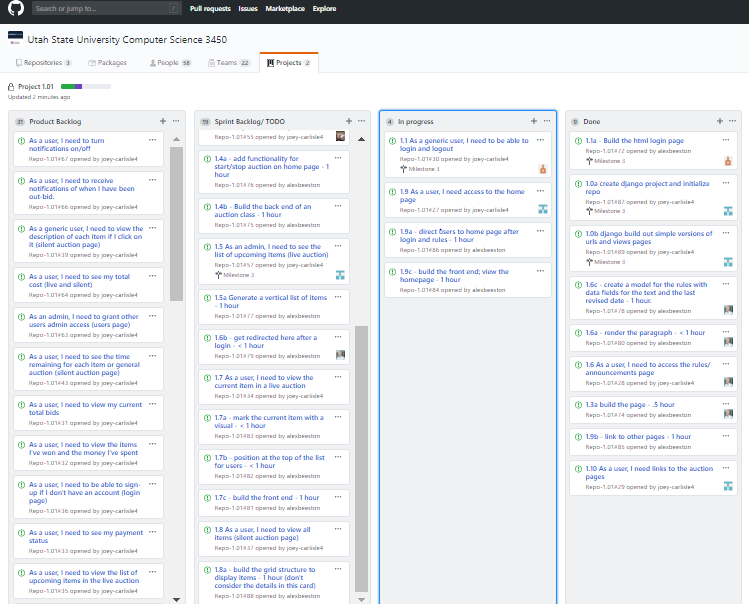 Search or jump to...
/
Pull requests
Issues
Marketplace
Explore
Utah State University Computer Science 3450
Repositories 3
Packages
People 58
Teams 22
Projects 2
Project 1.01
Updated 2 minutes ago
31 Product Backlog
As a user, I need to turn
notifications on/off
Repo-1.01#67 opened by joey-carlisle4
As a user, I need to receive
notifications of when I have been
out-bid.
Repo-1.01#66 opened by joey-carlisle4
As a generic user, I need to view the
description of each item if I click on
it (silent auction page)
Repo-1.01#39 opened by joey-carlisle4
As a user, I need to see my total
cost (live and silent)
Repo-1.01#64 opened by joey-carlisle4
As an admin, I need to grant other
users admin access (users page)
Repo-1.01#63 opened by joey-carlisle4
As a user, I need to see the time
remaining for each item or general
auction (silent auction page)
Repo-1.01#43 opened by joey-carlisle4
As a user, I need to view my current
total bids
Repo-1.01#31 opened by joey-carlisle4
As a user, I need to view the items
I've won and the money I've spent
Repo-1.01#32 opened by joey-carlisle4
As a user, I need to be able to sign-
up if I don't have an account (login
page)
Repo-1.01#36 opened by joey-carlisle4
As a user, I need to see my payment
status
Repo-1.01#33 opened by joey-carlisle4
As a user, I need to view the list of
upcoming items in the live auction
Repo-1.01#35 opened by joey-carlisle4
19 Sprint Backlog/ TODO
Repo-1.01#55 opened by joey-carlisle4
1.4a - add functionality for
start/stop auction on home page - 1
hour
Repo-1.01#76 opened by alexbeeston
1.4b - Build the back end of an
auction class - 1 hour
Repo-1.01#75 opened by alexbeeston
1.5 As an admin, I need to see the
list of upcoming items (live auction)
Repo-1.01#57 opened by joey-carlisle4
Milestone 3
1.5a Generate a vertical list of items
- 1 hour
Repo-1.01#77 opened by alexbeeston
1.6b - get redirected here after a
login - < 1 hour
Repo-1.01#79 opened by alexbeeston
1.7 As a user, I need to view the
current item in a live auction
Repo-1.01#34 opened by joey-carlisle4
1.7a - mark the current item with a
visual - < 1 hour
Repo-1.01#83 opened by alexbeeston
1.7b - position at the top of the list
for users - < 1 hour
Repo-1.01#82 opened by alexbeeston
1.7c - build the front end - 1 hour
Repo-1.01#81 opened by alexbeeston
1.8 As a user, I need to view all
items (silent auction page)
Repo-1.01#37 opened by joey-carlisle4
1.8a - build the grid structure to
display items - 1 hour (don't
consider the details in this card)
Repo-1.01#88 opened by alexbeeston
4 In progress
1.1 As a generic user, I need to be able to
login and logout
Repo-1.01#30 opened by joey-carlisle4
Milestone 3
1.9 As a user, I need access to the home
page
Repo-1.01#27 opened by joey-carlisle4
1.9a - direct users to home page after
login and rules - 1 hour
Repo-1.01#86 opened by alexbeeston
1.9c - build the front end; view the
homepage - 1 hour
Repo-1.01#84 opened by alexbeeston
9 Done
1.1a - Build the html login page
Repo-1.01#72 opened by alexbeeston
Milestone 3
1.0a create django project and initialize
repo
Repo-1.01#87 opened by joey-carlisle4
Milestone 3
1.0b django build out simple versions of
urls and views pages
Repo-1.01#89 opened by joey-carlisle4
Milestone 3
1.6c - create a model for the rules with
data fields for the text and the last
revised date - 1 hour.
Repo-1.01#78 opened by alexbeeston
1.6a - render the paragraph - < 1 hour
Repo-1.01#80 opened by alexbeeston
1.6 As a user, I need to access the rules/
announcements page
Repo-1.01#28 opened by joey-carlisle4
1.3a build the page - .5 hour
Repo-1.01#74 opened by alexbeeston
1.9b - link to other pages - 1 hour
Repo-1.01#85 opened by alexbeeston
1.10 As a user, I need links to the auction
pages
Repo-1.01#29 opened by joey-carlisle4